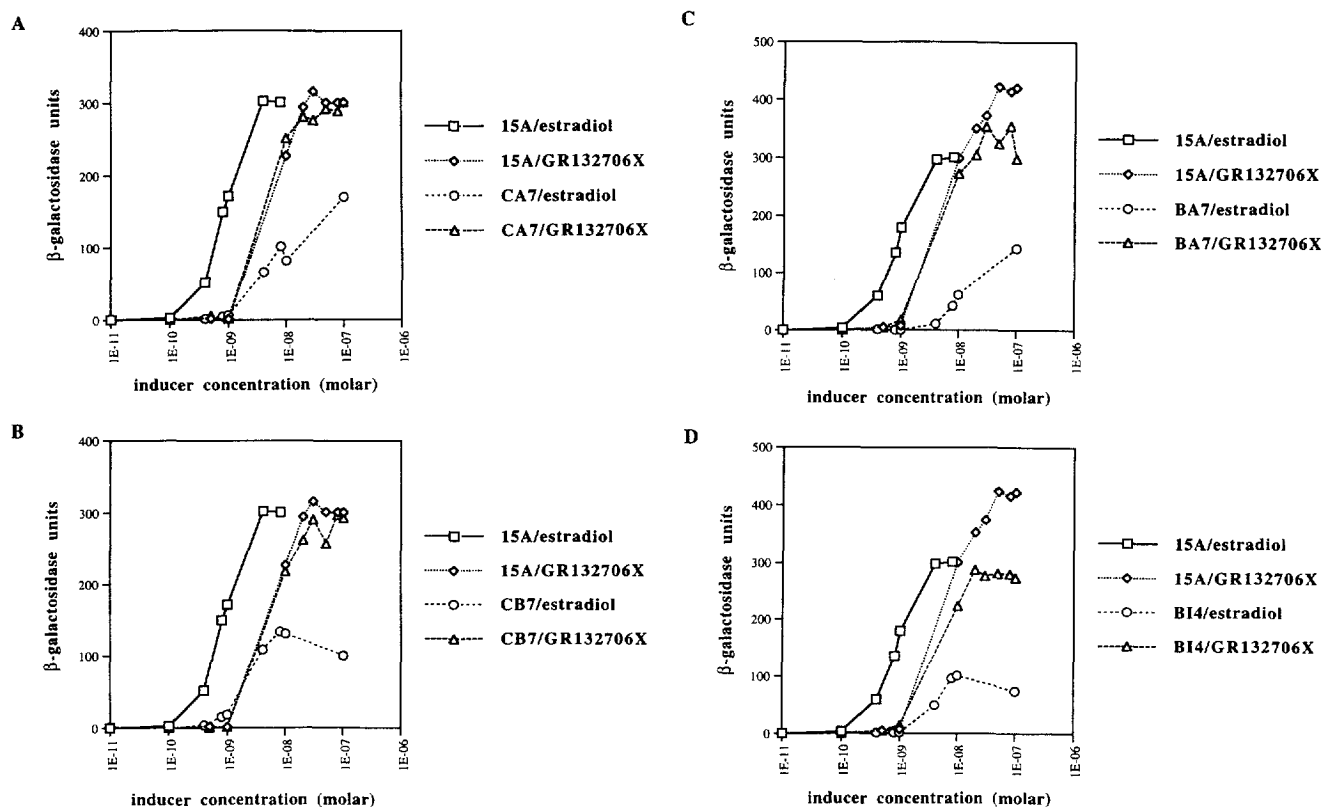 A
β-galactosidase units
400
300
200
100
0
1E-11
1E-10
1E-09
1E-08
1E-07
1E-06
inducer concentration (molar)
15A/estradiol
15A/GR132706X
CA7/estradiol
CA7/GR132706X
B
β-galactosidase units
400
300
200
100
0
1E-11
1E-10
1E-09
1E-08
1E-07
1E-06
inducer concentration (molar)
15A/estradiol
15A/GR132706X
CB7/estradiol
CB7/GR132706X
C
β-galactosidase units
500
400
300
200
100
0
1E-11
1E-10
1E-09
1E-08
1E-07
1E-06
inducer concentration (molar)
15A/estradiol
15A/GR132706X
BA7/estradiol
BA7/GR132706X
D
β-galactosidase units
500
400
300
200
100
0
1E-11
1E-10
1E-09
1E-08
1E-07
1E-06
inducer concentration (molar)
15A/estradiol
15A/GR132706X
BI4/estradiol
BI4/GR132706X